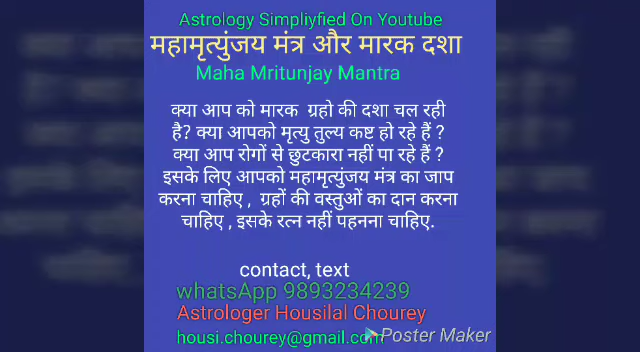 Astrology Simpliyfied On Youtube
महामृत्युंजय मंत्र और मारक दशा
Maha Mritunjay Mantra
क्या आप को मारक ग्रहो की दशा चल रही
है? क्या आपको मृत्यु तुल्य कष्ट हो रहे हैं ?
क्या आप रोगों से छुटकारा नहीं पा रहे हैं ?
इसके लिए आपको महामृत्युंजय मंत्र का जाप
करना चाहिए , ग्रहों की वस्तुओं का दान करना
चाहिए , इसके रत्न नहीं पहनना चाहिए.
contact, text
whatsApp 9893234239
Astrologer Housilal Chourey
housi.chourey@gmail.com
Poster Maker